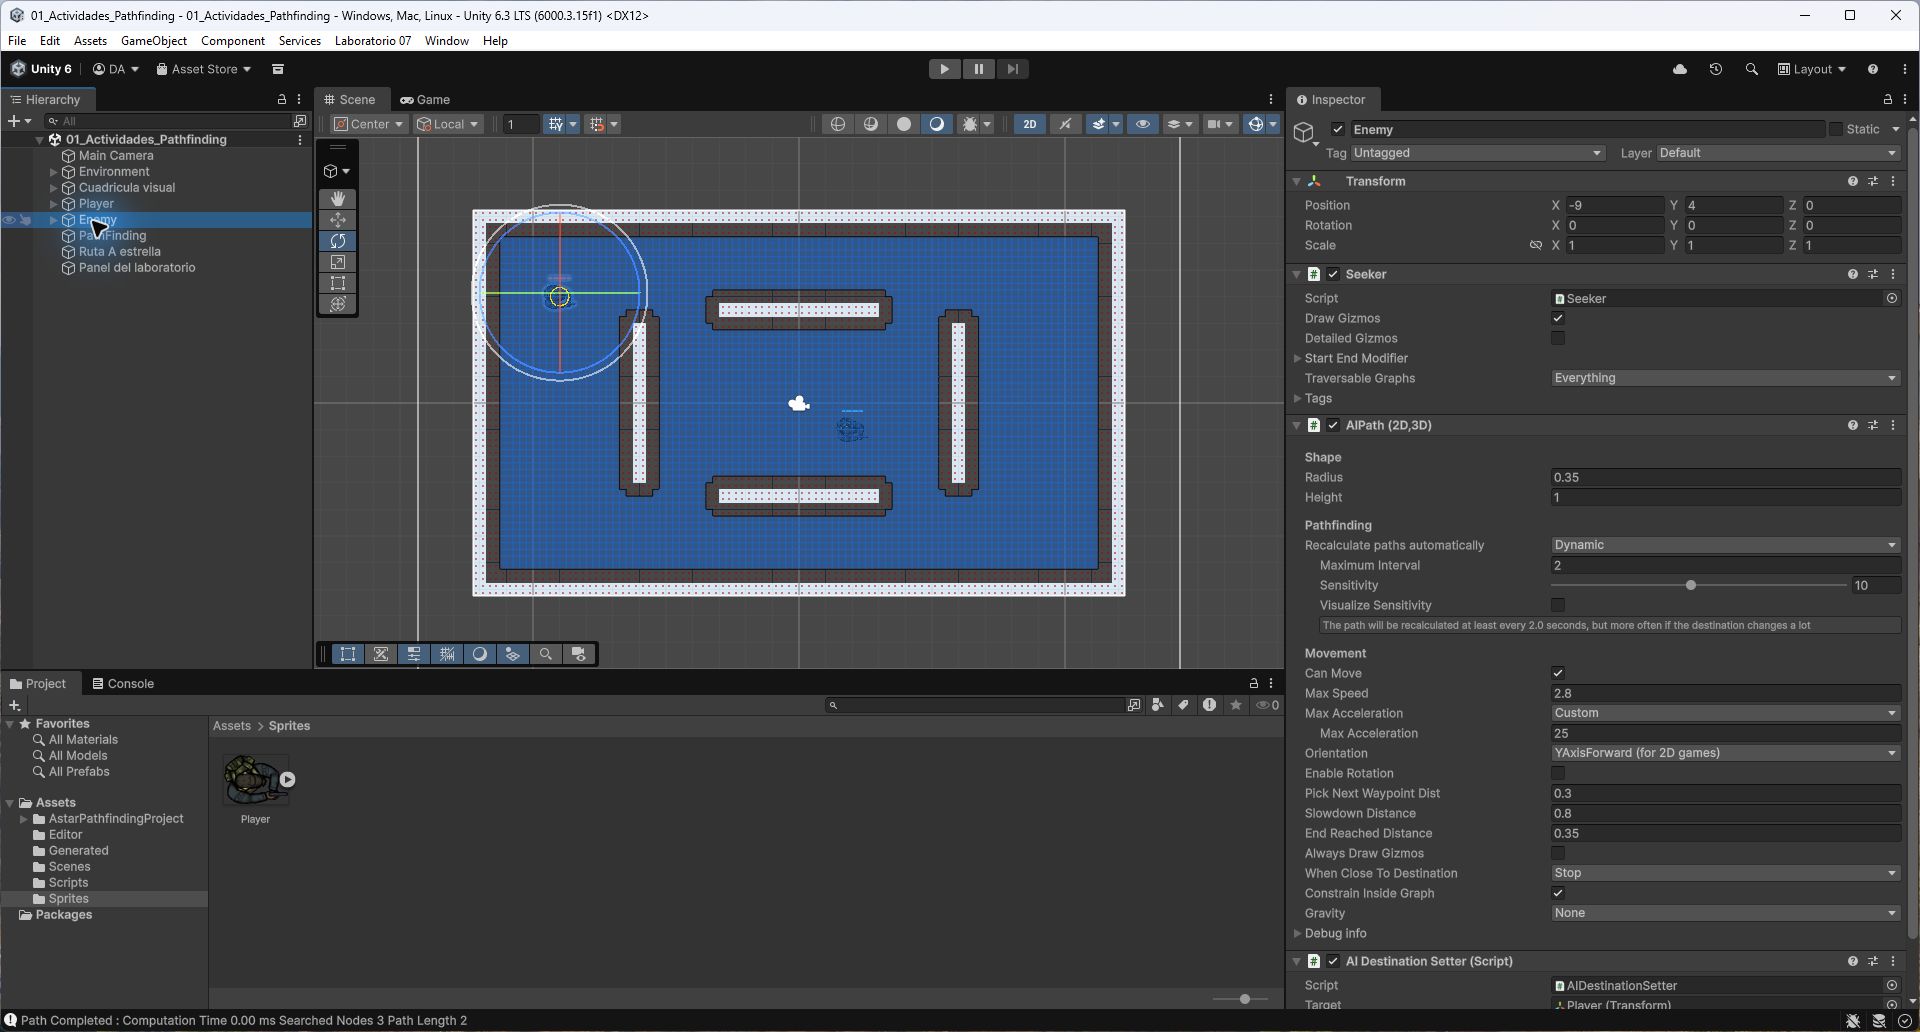 01_Actividades_Pathfinding - 01_Actividades_Pathfinding - Windows, Mac, Linux - Unity 6.3 LTS (6000.3.15f1) <DX12>
File Edit Assets GameObject Component Services Laboratorio 07 Window Help
Unity 6 DA Asset Store Layout
Hierarchy
All
01_Actividades_Pathfinding
Main Camera
Environment
Cuadricula visual
Player
Enemy
PathFinding
Ruta A estrella
Panel del laboratorio
Scene Game
Center Local 1 2D
Inspector
Enemy Static
Tag Untagged Layer Default
Transform
Position X -9 Y 4 Z 0
Rotation X 0 Y 0 Z 0
Scale X 1 Y 1 Z 1
Seeker
Script Seeker
Draw Gizmos
Detailed Gizmos
Start End Modifier
Traversable Graphs Everything
Tags
AIPath (2D,3D)
Shape
Radius 0.35
Height 1
Pathfinding
Recalculate paths automatically Dynamic
Maximum Interval 2
Sensitivity 10
Visualize Sensitivity
The path will be recalculated at least every 2.0 seconds, but more often if the destination changes a lot
Movement
Can Move
Max Speed 2.8
Max Acceleration Custom
Max Acceleration 25
Orientation YAxisForward (for 2D games)
Enable Rotation
Pick Next Waypoint Dist 0.3
Slowdown Distance 0.8
End Reached Distance 0.35
Always Draw Gizmos
When Close To Destination Stop
Constrain Inside Graph
Gravity None
Debug info
AI Destination Setter (Script)
Script AIDestinationSetter
Target Player (Transform)
Project Console
0
Favorites
All Materials
All Models
All Prefabs
Assets
AstarPathfindingProject
Editor
Generated
Scenes
Scripts
Sprites
Packages
Assets > Sprites
Player
Path Completed : Computation Time 0.00 ms Searched Nodes 3 Path Length 2